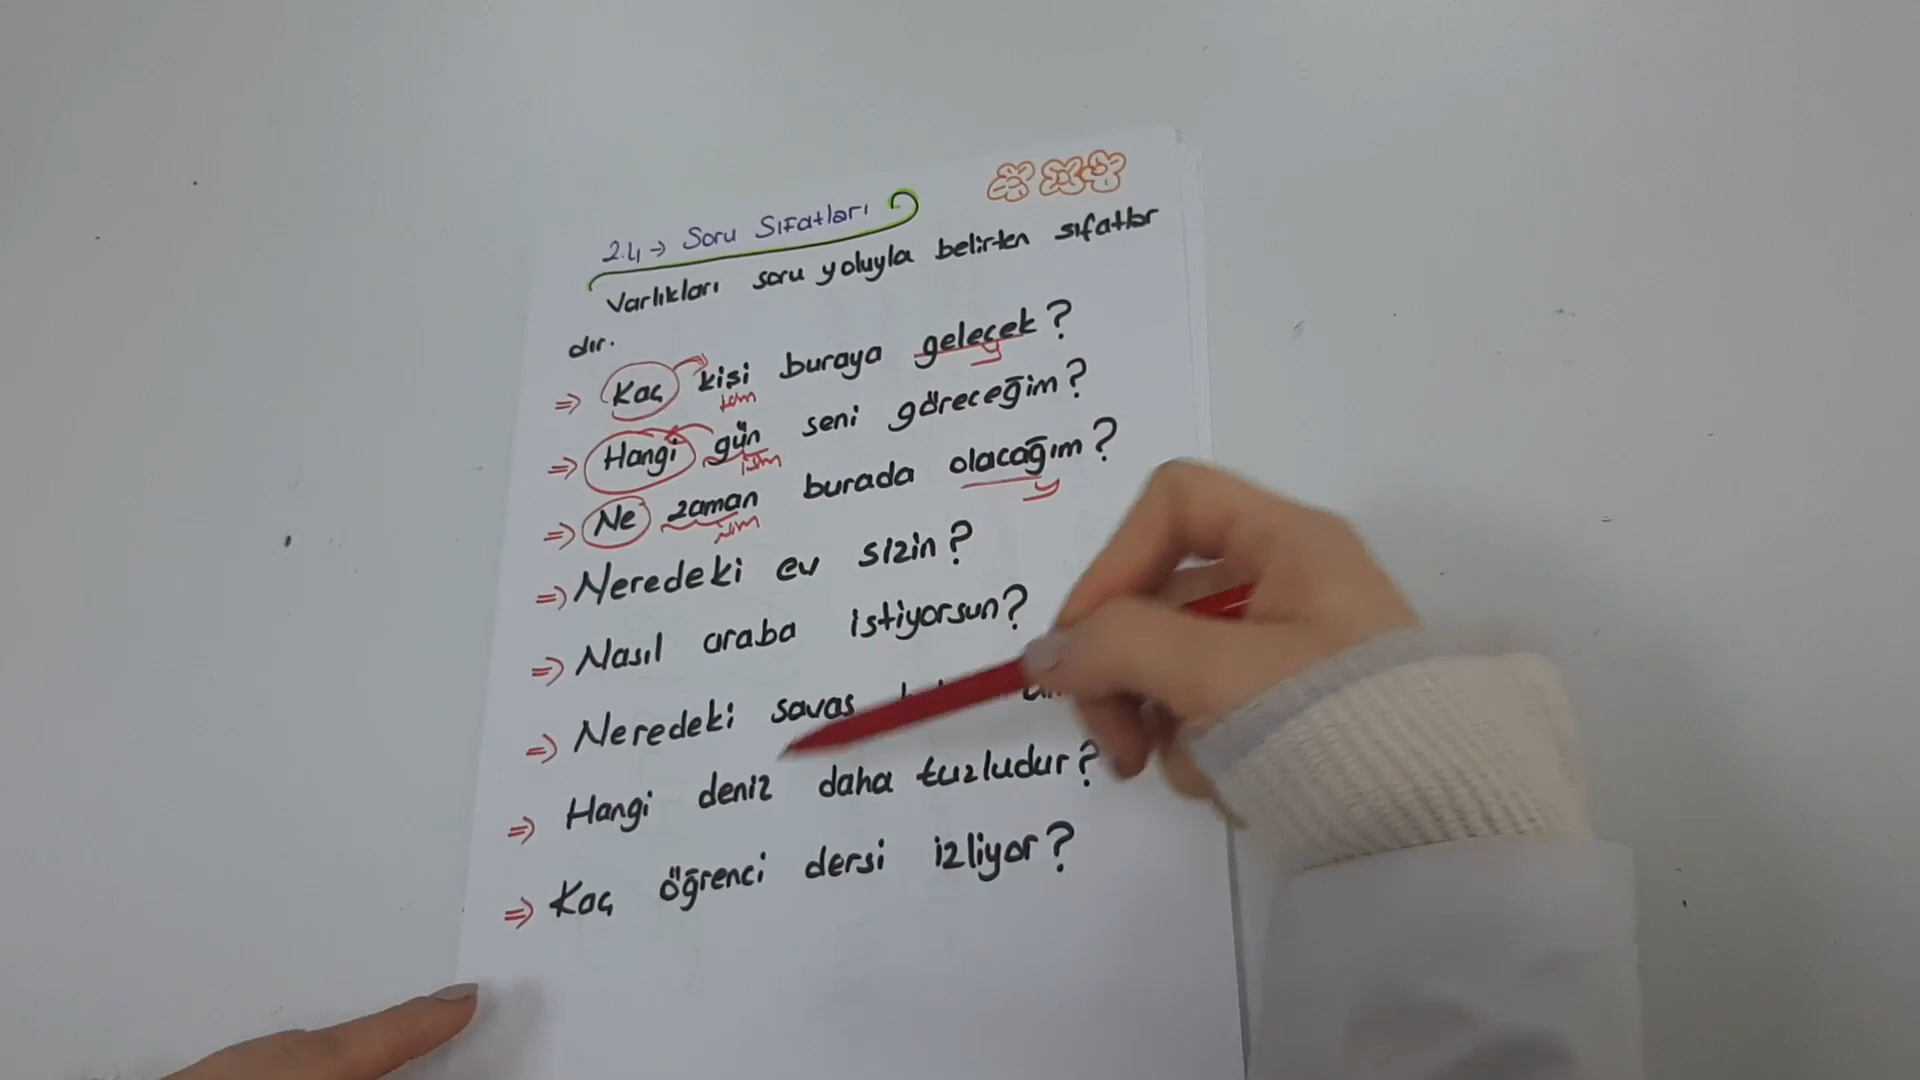 2.4 → Soru Sıfatları
Varlıkları soru yoluyla belirten sıfatlar
dır.
⇒ Kaç kişi buraya gelecek?
isim y
⇒ Hangi gün seni göreceğim?
isim
⇒ Ne zaman burada olacağım?
isim y
⇒ Neredeki ev sizin?
⇒ Nasıl araba istiyorsun?
⇒ Neredeki savaş
⇒ Hangi deniz daha tuzludur?
⇒ Kaç öğrenci dersi izliyor?